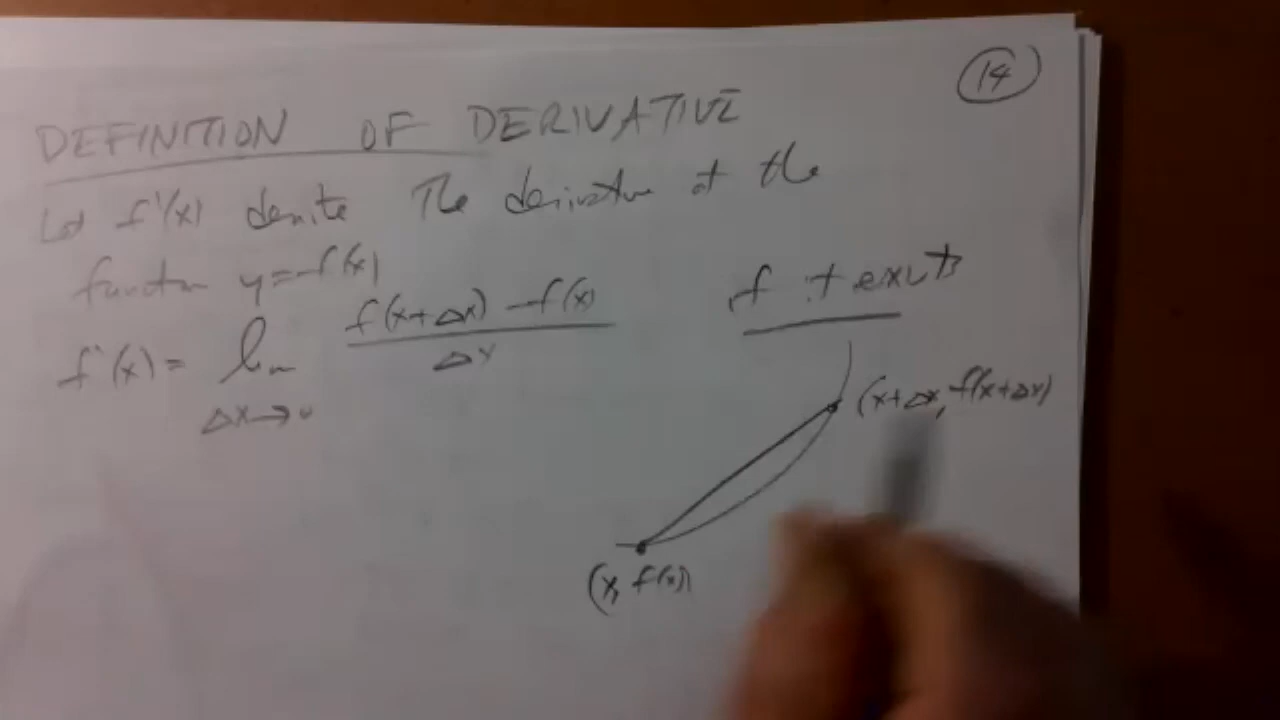 14
DEFINITION OF DERIVATIVE
Let f'(x) denote The derivative at the
function y=f(x)
f'(x) = lim f(x+Δx) -f(x) if it exists
Δx
Δx→0
(x+Δx, f(x+Δx)
(x, f(x))